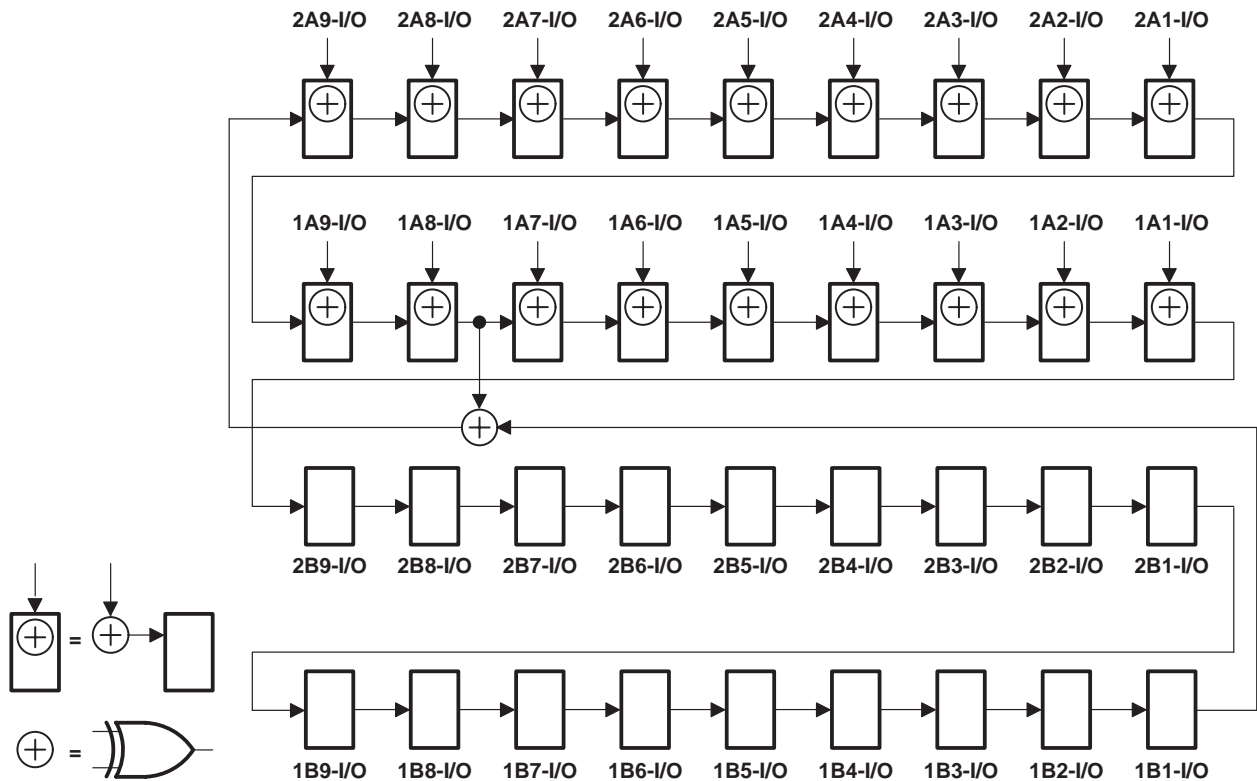 2A9-I/O 2A8-I/O 2A7-I/O 2A6-I/O 2A5-I/O 2A4-I/O 2A3-I/O 2A2-I/O 2A1-I/O
1A9-I/O 1A8-I/O 1A7-I/O 1A6-I/O 1A5-I/O 1A4-I/O 1A3-I/O 1A2-I/O 1A1-I/O
2B9-I/O 2B8-I/O 2B7-I/O 2B6-I/O 2B5-I/O 2B4-I/O 2B3-I/O 2B2-I/O 2B1-I/O
=
=
1B9-I/O 1B8-I/O 1B7-I/O 1B6-I/O 1B5-I/O 1B4-I/O 1B3-I/O 1B2-I/O 1B1-I/O